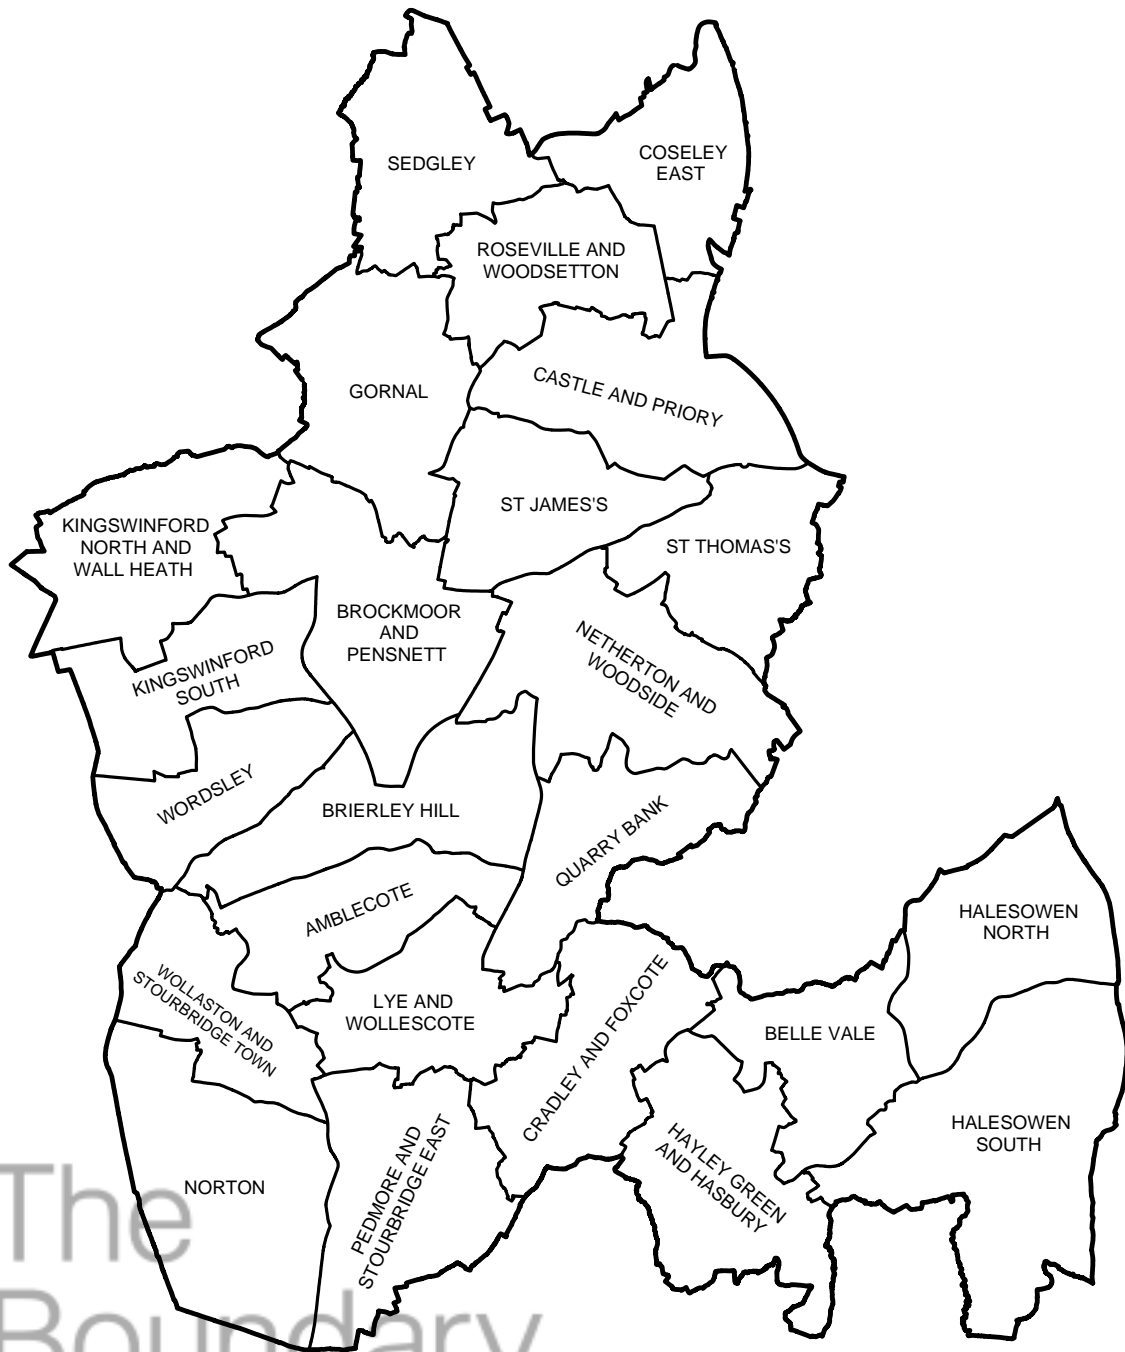 SEDGLEY
COSELEY
EAST
ROSEVILLE AND
WOODSETTON
GORNAL
CASTLE AND PRIORY
ST JAMES'S
KINGSWINFORD
NORTH AND
WALL HEATH
ST THOMAS'S
BROCKMOOR
AND
PENSNETT
NETHERTON AND
WOODSIDE
KINGSWINFORD
SOUTH
WORDSLEY
BRIERLEY HILL
QUARRY BANK
AMBLECOTE
HALESOWEN
NORTH
WOLLASTON AND
STOURBRIDGE TOWN
LYE AND
WOLLESCOTE
CRADLEY AND FOXCOTE
BELLE VALE
HALESOWEN
SOUTH
HAYLEY GREEN
AND HASBURY
PEDMORE AND
STOURBRIDGE EAST
NORTON
The
Boundary